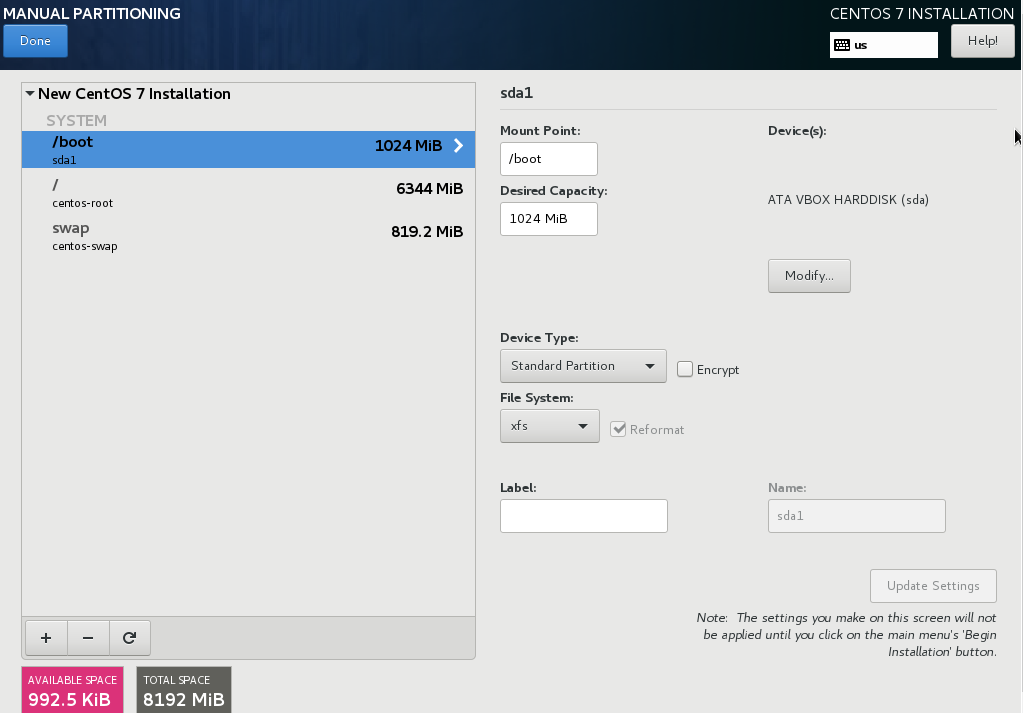 MANUAL PARTITIONING
CENTOS 7 INSTALLATION
Done
us
Help!
New CentOS 7 Installation
SYSTEM
/boot
1024 MiB
sda1
/
6344 MiB
centos-root
swap
819.2 MiB
centos-swap
+ −
AVAILABLE SPACE
992.5 KiB
TOTAL SPACE
8192 MiB
sda1
Mount Point:
Device(s):
/boot
Desired Capacity:
ATA VBOX HARDDISK (sda)
1024 MiB
Modify...
Device Type:
Standard Partition
Encrypt
File System:
xfs
Reformat
Label:
Name:
sda1
Update Settings
Note: The settings you make on this screen will not
be applied until you click on the main menu's 'Begin
Installation' button.